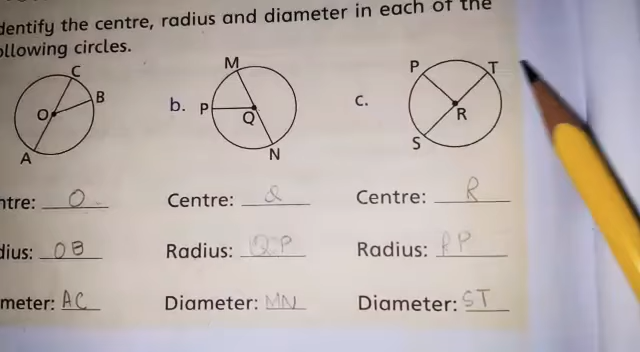 dentify the centre, radius and diameter in each of the
ollowing circles.
C
O B
A
b. M
P Q
N
c. P T
R
S
ntre: O Centre: Q Centre: R
dius: OB Radius: QP Radius: RP
meter: AC Diameter: MN Diameter: ST